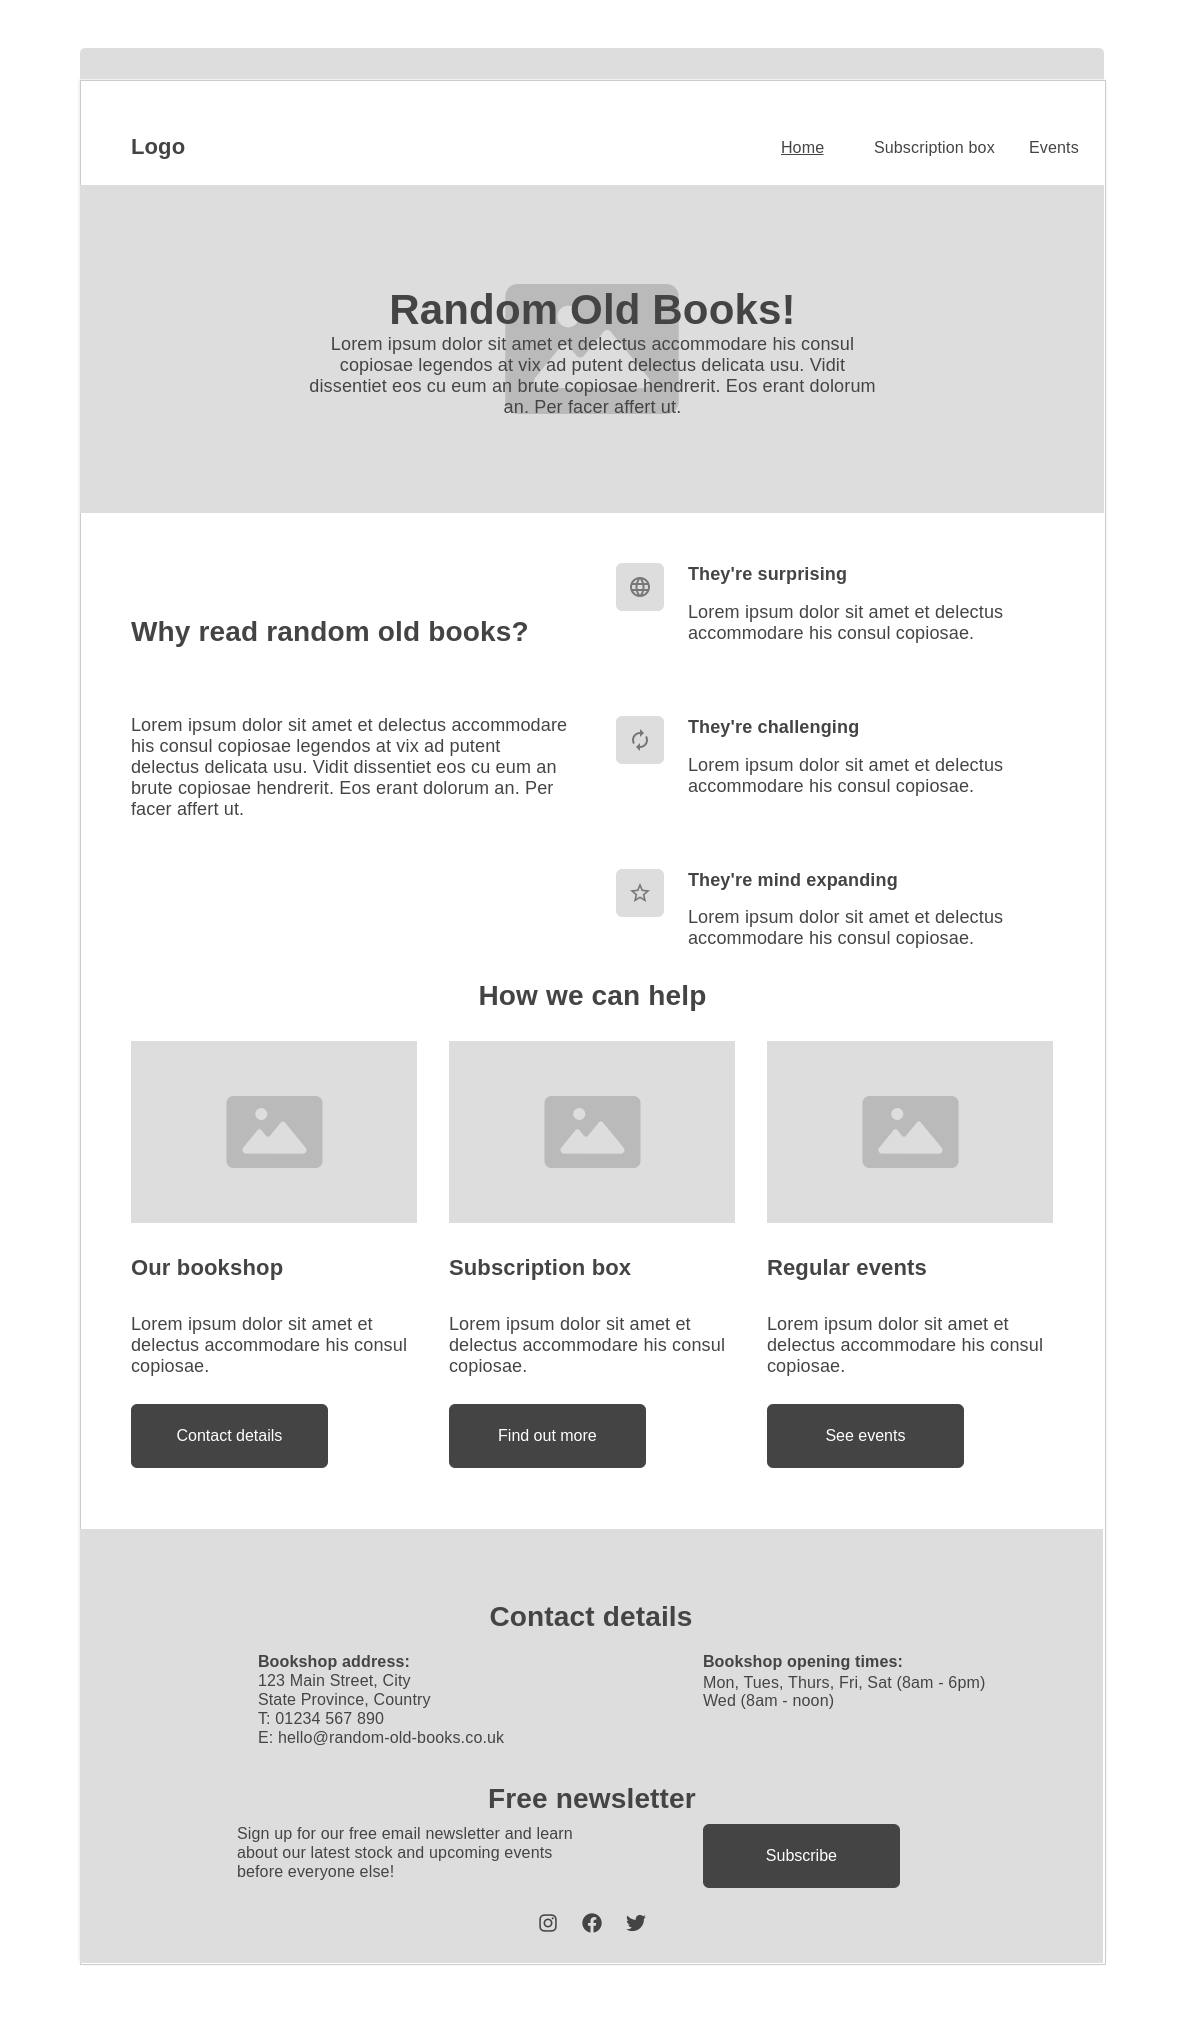 Logo
Home Subscription box Events
Random Old Books!
Lorem ipsum dolor sit amet et delectus accommodare his consul
copiosae legendos at vix ad putent delectus delicata usu. Vidit
dissentiet eos cu eum an brute copiosae hendrerit. Eos erant dolorum
an. Per facer affert ut.
Why read random old books?
Lorem ipsum dolor sit amet et delectus accommodare
his consul copiosae legendos at vix ad putent
delectus delicata usu. Vidit dissentiet eos cu eum an
brute copiosae hendrerit. Eos erant dolorum an. Per
facer affert ut.
They're surprising
Lorem ipsum dolor sit amet et delectus
accommodare his consul copiosae.
They're challenging
Lorem ipsum dolor sit amet et delectus
accommodare his consul copiosae.
They're mind expanding
Lorem ipsum dolor sit amet et delectus
accommodare his consul copiosae.
How we can help
Our bookshop
Lorem ipsum dolor sit amet et
delectus accommodare his consul
copiosae.
Contact details
Subscription box
Lorem ipsum dolor sit amet et
delectus accommodare his consul
copiosae.
Find out more
Regular events
Lorem ipsum dolor sit amet et
delectus accommodare his consul
copiosae.
See events
Contact details
Bookshop address:
123 Main Street, City
State Province, Country
T: 01234 567 890
E: hello@random-old-books.co.uk
Bookshop opening times:
Mon, Tues, Thurs, Fri, Sat (8am - 6pm)
Wed (8am - noon)
Free newsletter
Sign up for our free email newsletter and learn
about our latest stock and upcoming events
before everyone else!
Subscribe